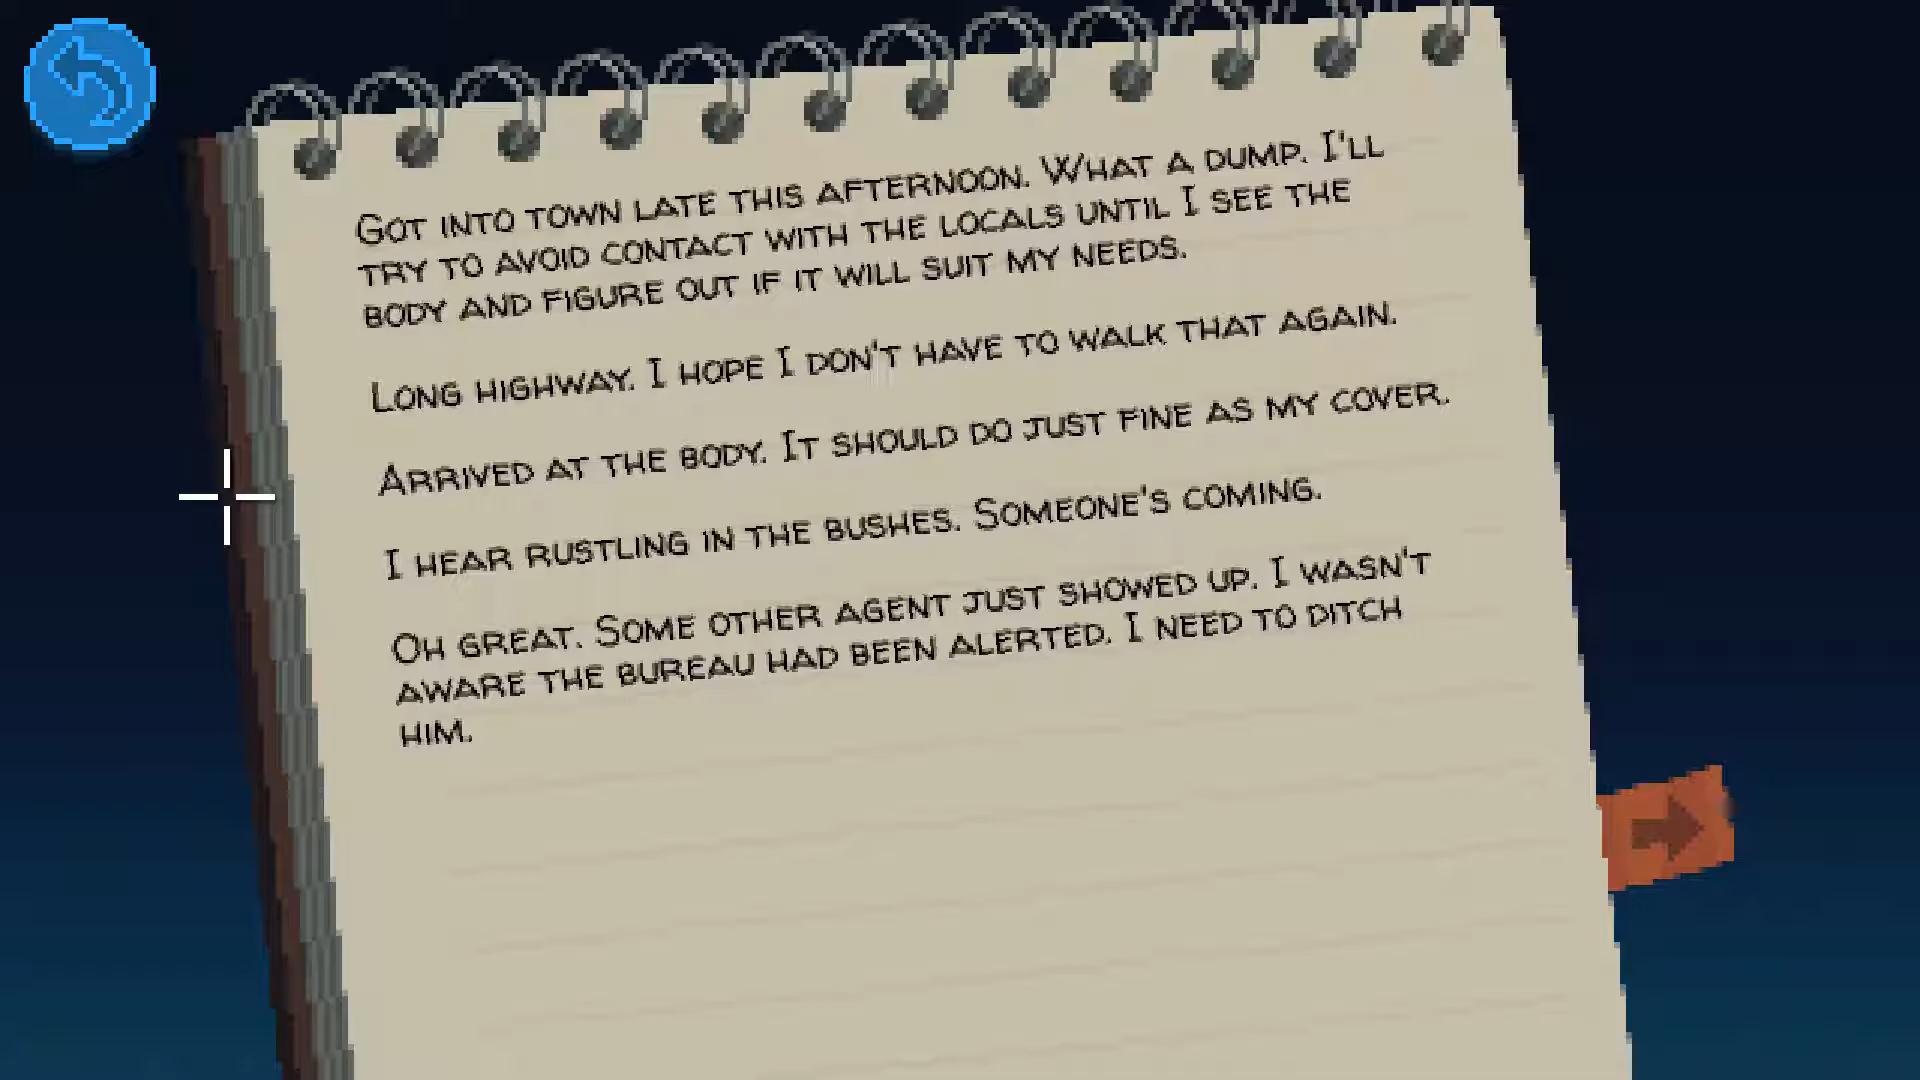 Got into town late this afternoon. What a dump. I'll
try to avoid contact with the locals until I see the
body and figure out if it will suit my needs.
Long highway. I hope I don't have to walk that again.
Arrived at the body. It should do just fine as my cover.
I hear rustling in the bushes. Someone's coming.
Oh great. Some other agent just showed up. I wasn't
aware the bureau had been alerted. I need to ditch
him.